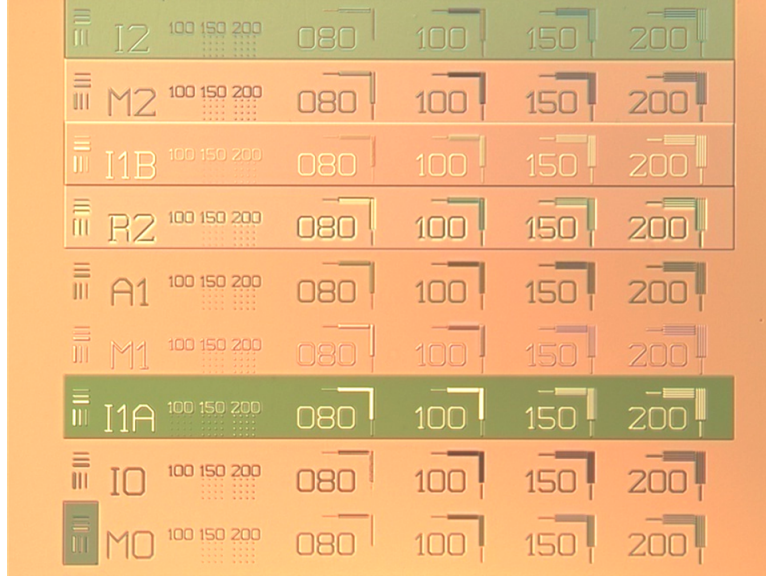 I2 100 150 200 080 100 150 200
M2 100 150 200 080 100 150 200
I1B 100 150 200 080 100 150 200
R2 100 150 200 080 100 150 200
A1 100 150 200 080 100 150 200
M1 100 150 200 080 100 150 200
I1A 100 150 200 080 100 150 200
I0 100 150 200 080 100 150 200
M0 100 150 200 080 100 150 200